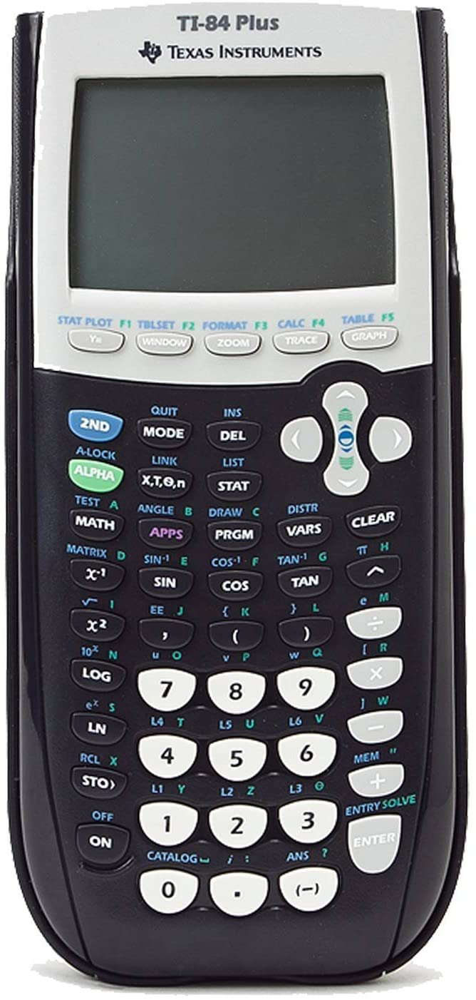 TI-84 Plus
TEXAS INSTRUMENTS
STAT PLOT F1 TBLSET F2 FORMAT F3 CALC F4 TABLE F5
Y= WINDOW ZOOM TRACE GRAPH
QUIT INS
2ND MODE DEL
A-LOCK LINK LIST
ALPHA X,T,Θ,n STAT
TEST A ANGLE B DRAW C DISTR
MATH APPS PRGM VARS CLEAR
MATRIX D SIN⁻¹ E COS⁻¹ F TAN⁻¹ G π H
x⁻¹ SIN COS TAN ^
√ I EE J { K } L e M
x² , ( ) ÷
10ˣ N u O v P w Q [ R
LOG 7 8 9 ×
eˣ S L4 T L5 U L6 V ] W
LN 4 5 6 −
RCL X L1 Y L2 Z L3 Θ MEM "
STO› 1 2 3 +
OFF CATALOG ⎵ i : ANS ? ENTRY SOLVE
ON 0 . (−) ENTER